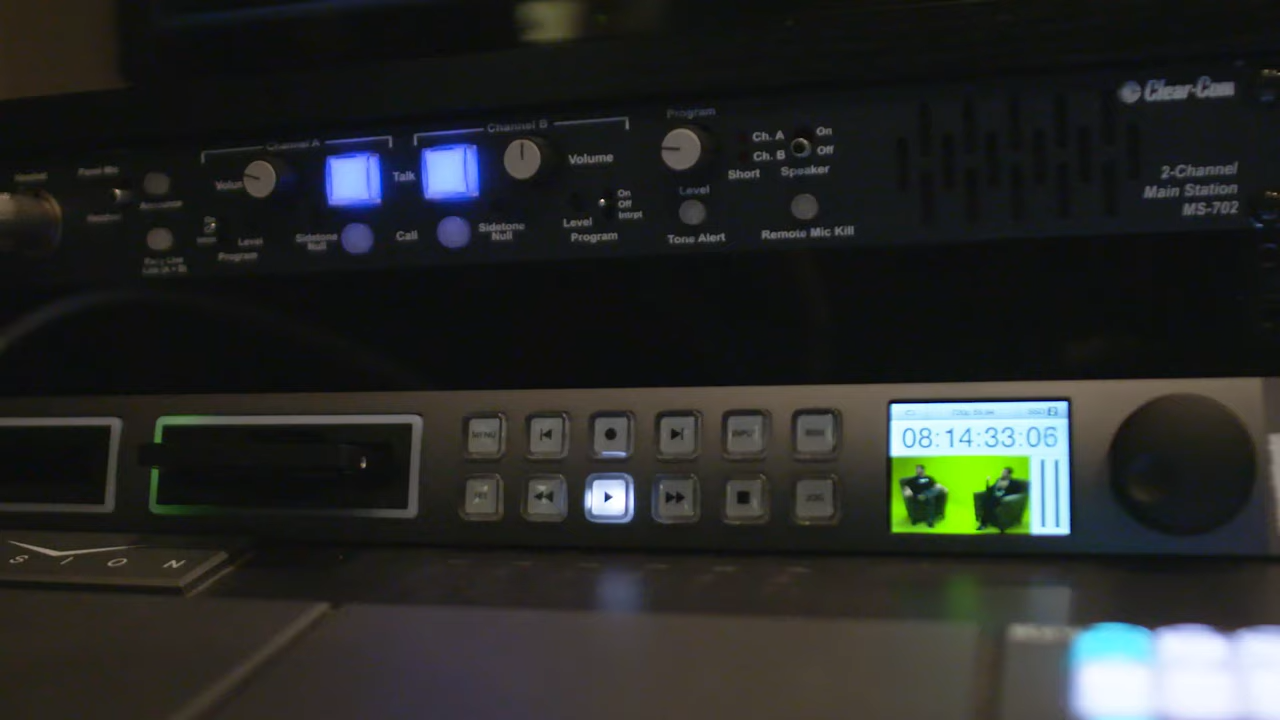 Clear-Com
Program
Channel B
Channel A
Ch. A
On
Ch. B
Off
Volume
Short
Speaker
Talk
2-Channel
Main Station
MS-702
Level
On
Off
Intrpt
Sidetone
Null
Call
Sidetone
Null
Level
Program
Level
Program
Tone Alert
Remote Mic Kill
MENU
08:14:33:06
SION